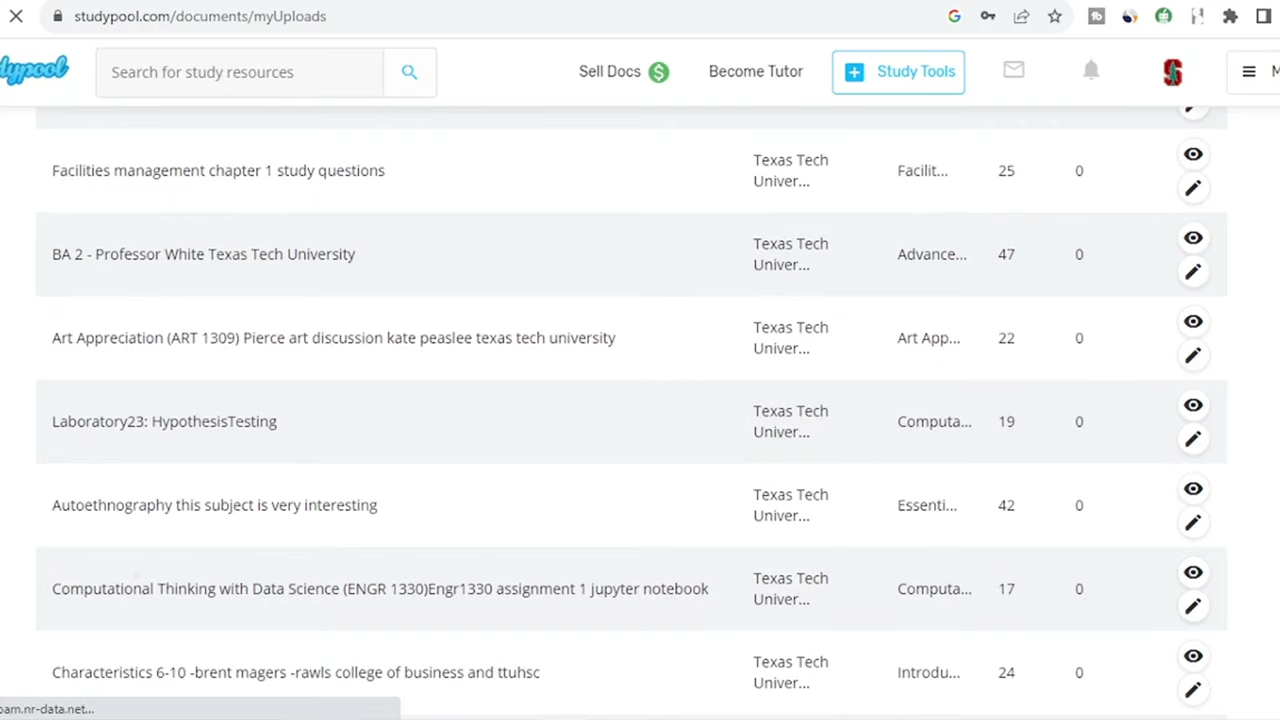 studypool.com/documents/myUploads
dypool
Search for study resources
Sell Docs $
Become Tutor
Study Tools
S
M
Facilities management chapter 1 study questions
Texas Tech
Univer...
Facilit...
25
0
BA 2 - Professor White Texas Tech University
Texas Tech
Univer...
Advance...
47
0
Art Appreciation (ART 1309) Pierce art discussion kate peaslee texas tech university
Texas Tech
Univer...
Art App...
22
0
Laboratory23: HypothesisTesting
Texas Tech
Univer...
Computa...
19
0
Autoethnography this subject is very interesting
Texas Tech
Univer...
Essenti...
42
0
Computational Thinking with Data Science (ENGR 1330)Engr1330 assignment 1 jupyter notebook
Texas Tech
Univer...
Computa...
17
0
Characteristics 6-10 -brent magers -rawls college of business and ttuhsc
Texas Tech
Univer...
Introdu...
24
0
bam.nr-data.net...